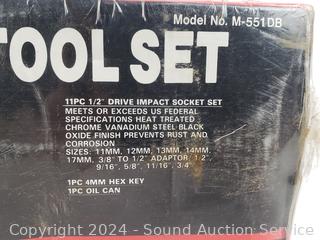 Model No. M-551DB
TOOL SET
11PC 1/2" DRIVE IMPACT SOCKET SET
MEETS OR EXCEEDS US FEDERAL
SPECIFICATIONS HEAT TREATED
CHROME VANADIUM STEEL BLACK
OXIDE FINISH PREVENTS RUST AND
CORROSION
SIZES: 11MM, 12MM, 13MM, 14MM,
17MM, 3/8" TO 1/2" ADAPTOR/ 1/2",
9/16", 5/8", 11/16", 3/4"
1PC 4MM HEX KEY
1PC OIL CAN
Copyright 2024 - Sound Auction Service